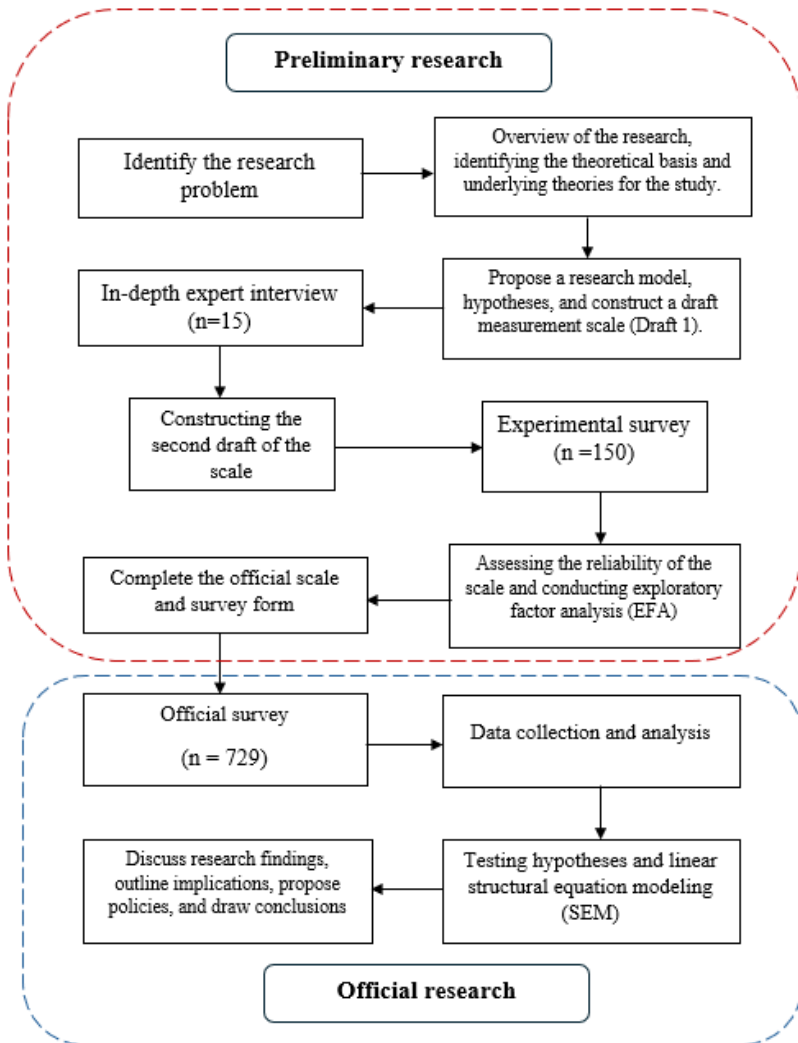 Preliminary research
Identify the research
problem
Overview of the research,
identifying the theoretical basis and
underlying theories for the study.
In-depth expert interview
(n=15)
Propose a research model,
hypotheses, and construct a draft
measurement scale (Draft 1).
Constructing the
second draft of the
scale
Experimental survey
(n =150)
Complete the official scale
and survey form
Assessing the reliability of the
scale and conducting exploratory
factor analysis (EFA)
Official survey
(n = 729)
Data collection and analysis
Discuss research findings,
outline implications, propose
policies, and draw conclusions
Testing hypotheses and linear
structural equation modeling
(SEM)
Official research